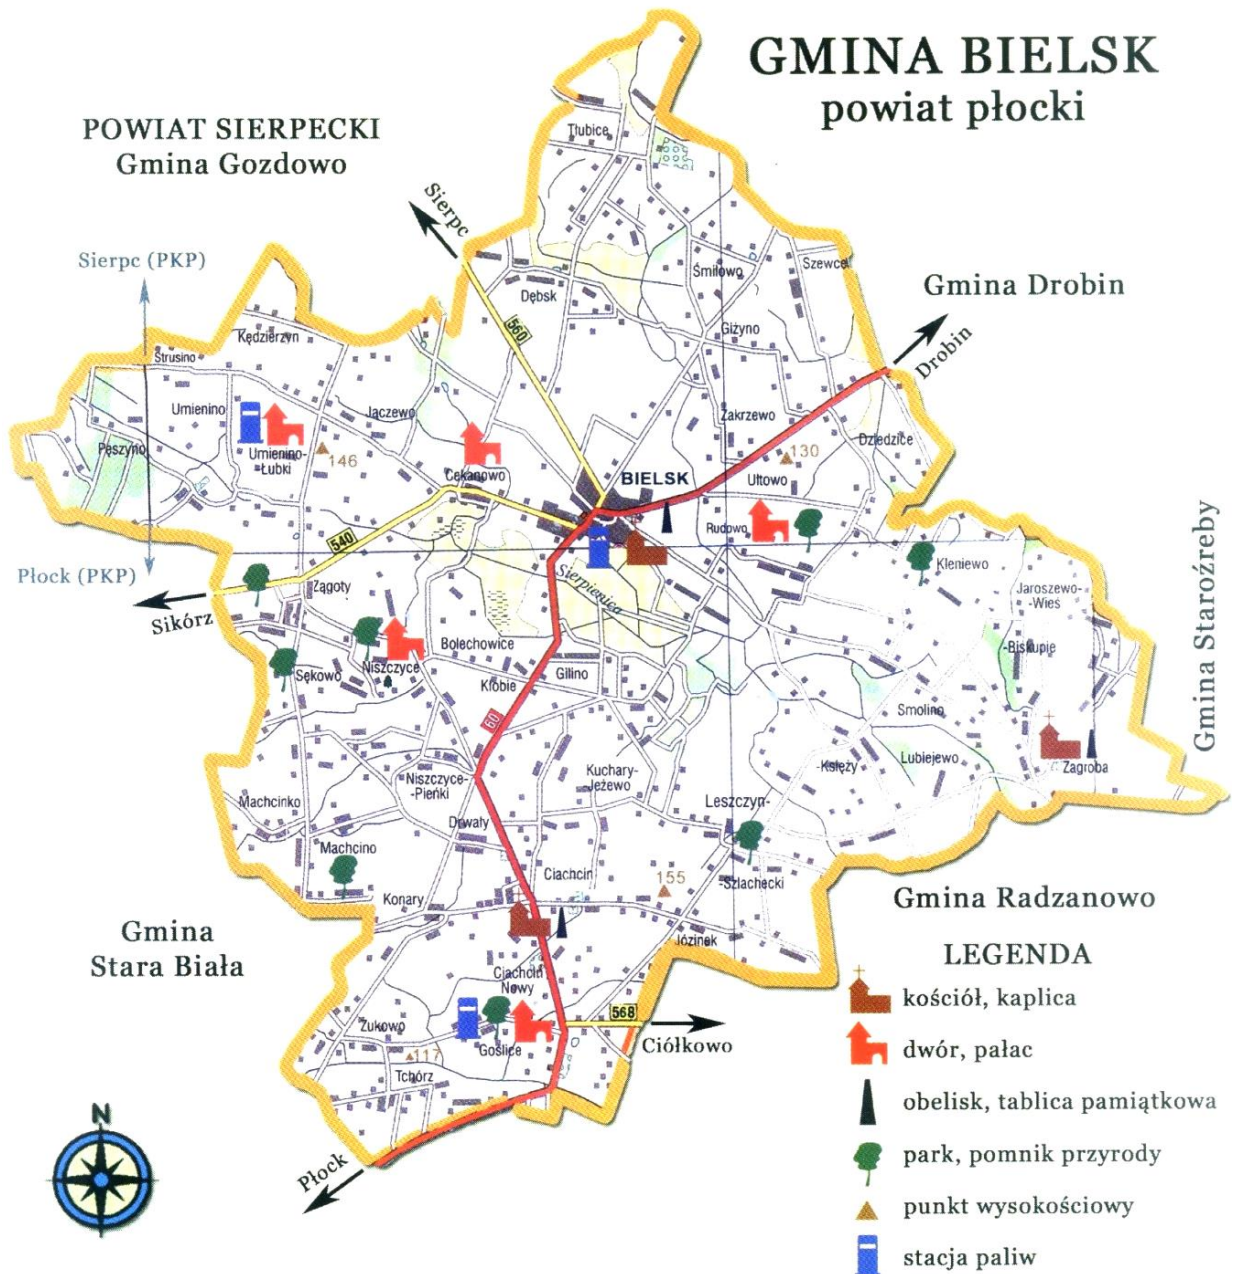 GMINA BIELSK
powiat płocki
POWIAT SIERPECKI
Gmina Gozdowo
Tłubice
Sierpc
Sierpc (PKP)
Śmiłowo
Szewce
Dębsk
Gmina Drobin
560
Giżyno
Drobin
Kędzierzyn
Strusino
Umienino
Jączewo
Zakrzewo
Dziedzice
Pęszyno
Umienino-
-Łubki
146
Cekanowo
BIELSK
130
Ułtowo
Rudowo
540
Płock (PKP)
Kleniewo
Sierpienica
Zągoty
Jaroszewo-
-Wieś
Sikórz
Gmina Staroźreby
Bolechowice
-Biskupie
Niszczyce
Sękowo
Gilino
Kłobie
Smolino
60
Lubiejewo
-Księży
Zagroba
Kuchary-
-Jeżewo
Niszczyce-
-Pieńki
Machcinko
Leszczyn-
Drwały
Machcino
Ciachcin
155
-Szlachecki
Konary
Gmina Radzanowo
Gmina
Stara Biała
Józinek
LEGENDA
Ciachcin
Nowy
kościół, kaplica
568
Żukowo
Ciółkowo
Goślice
dwór, pałac
117
Tchórz
obelisk, tablica pamiątkowa
N
park, pomnik przyrody
Płock
punkt wysokościowy
stacja paliw